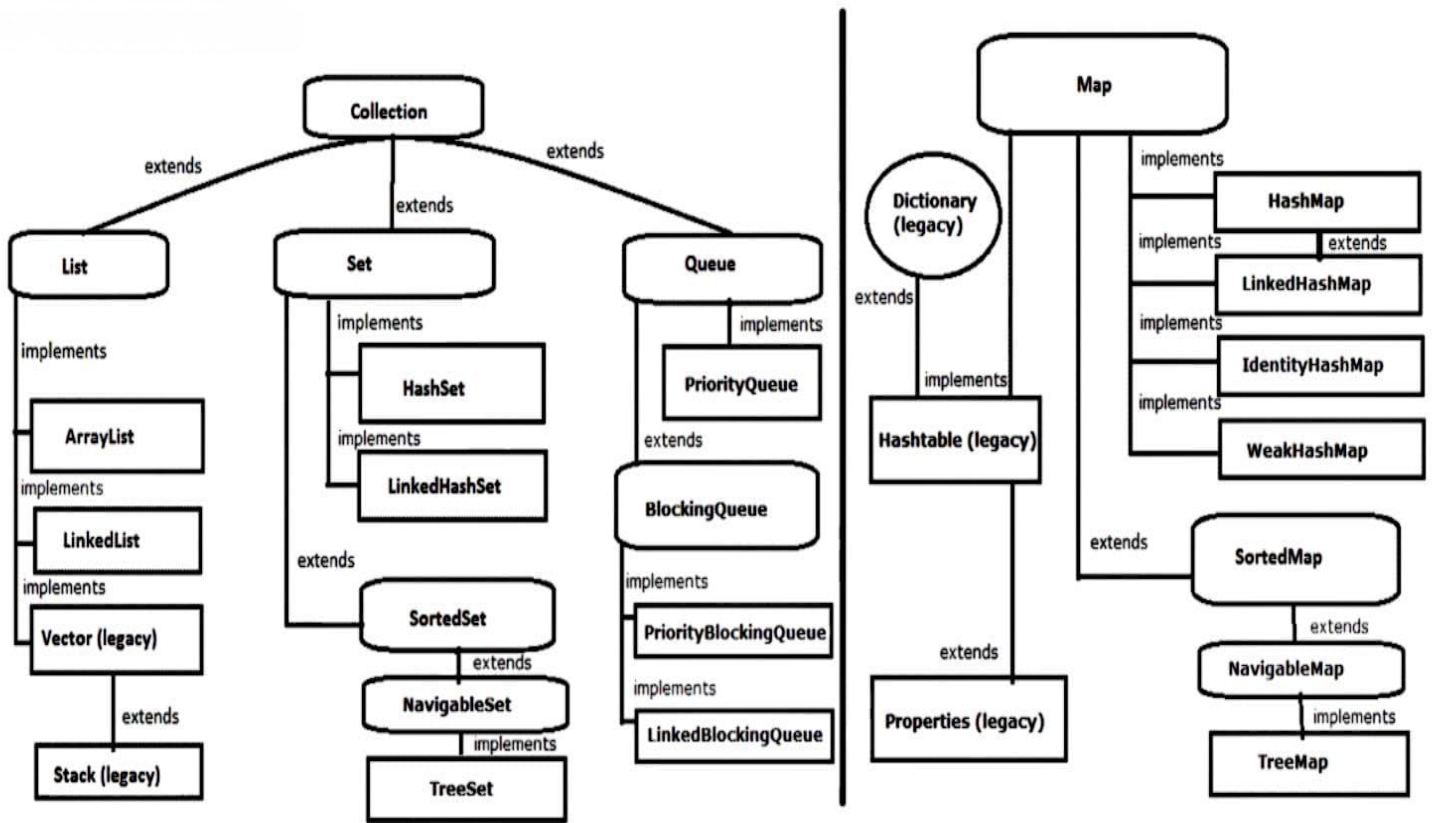 Collection
extends
extends
extends
List
Set
Queue
implements
ArrayList
implements
LinkedList
implements
Vector (legacy)
extends
Stack (legacy)
implements
HashSet
implements
LinkedHashSet
extends
SortedSet
extends
NavigableSet
implements
TreeSet
implements
PriorityQueue
extends
BlockingQueue
implements
PriorityBlockingQueue
implements
LinkedBlockingQueue
Map
Dictionary
(legacy)
extends
implements
Hashtable (legacy)
extends
Properties (legacy)
implements
HashMap
extends
implements
LinkedHashMap
implements
IdentityHashMap
implements
WeakHashMap
extends
SortedMap
extends
NavigableMap
implements
TreeMap